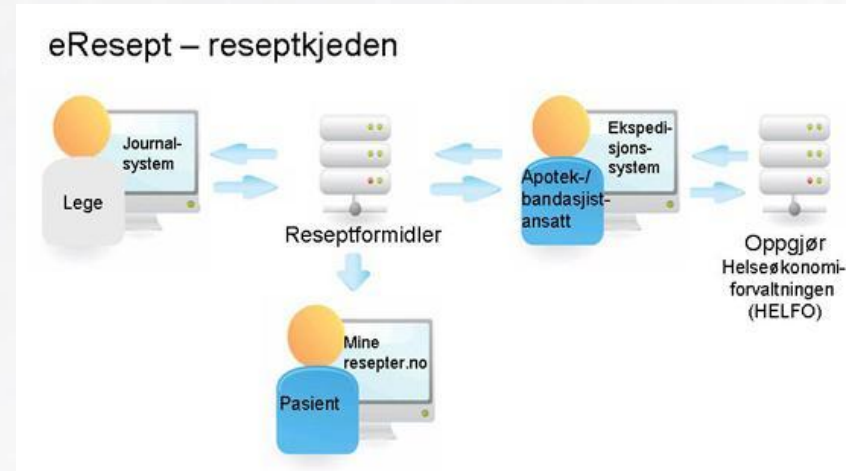 eResept – reseptkjeden
Journal-
system
Lege
Reseptformidler
Ekspedi-
sjons-
system
Apotek-/
bandasjist-
ansatt
Oppgjør
Helseøkonomi-
forvaltningen
(HELFO)
Mine
resepter.no
Pasient